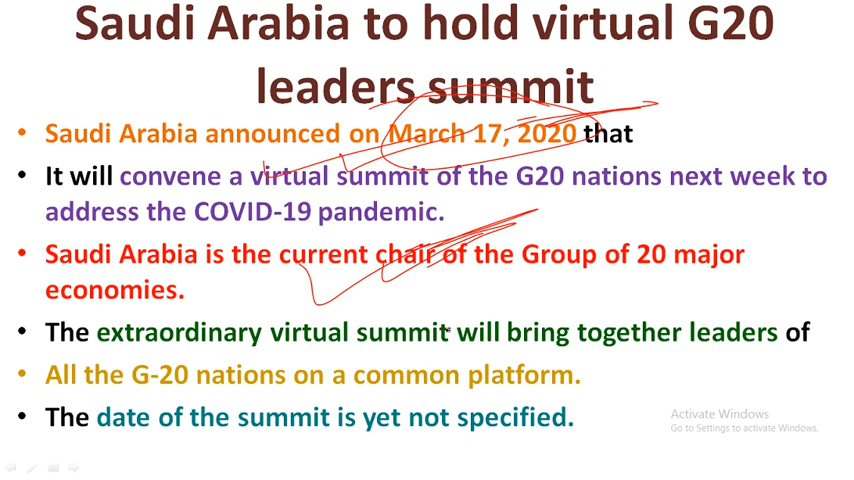 Saudi Arabia to hold virtual G20
leaders summit
• Saudi Arabia announced on March 17, 2020 that
• It will convene a virtual summit of the G20 nations next week to
address the COVID-19 pandemic.
• Saudi Arabia is the current chair of the Group of 20 major
economies.
• The extraordinary virtual summit will bring together leaders of
• All the G-20 nations on a common platform.
• The date of the summit is yet not specified.
Activate Windows
Go to Settings to activate Windows.